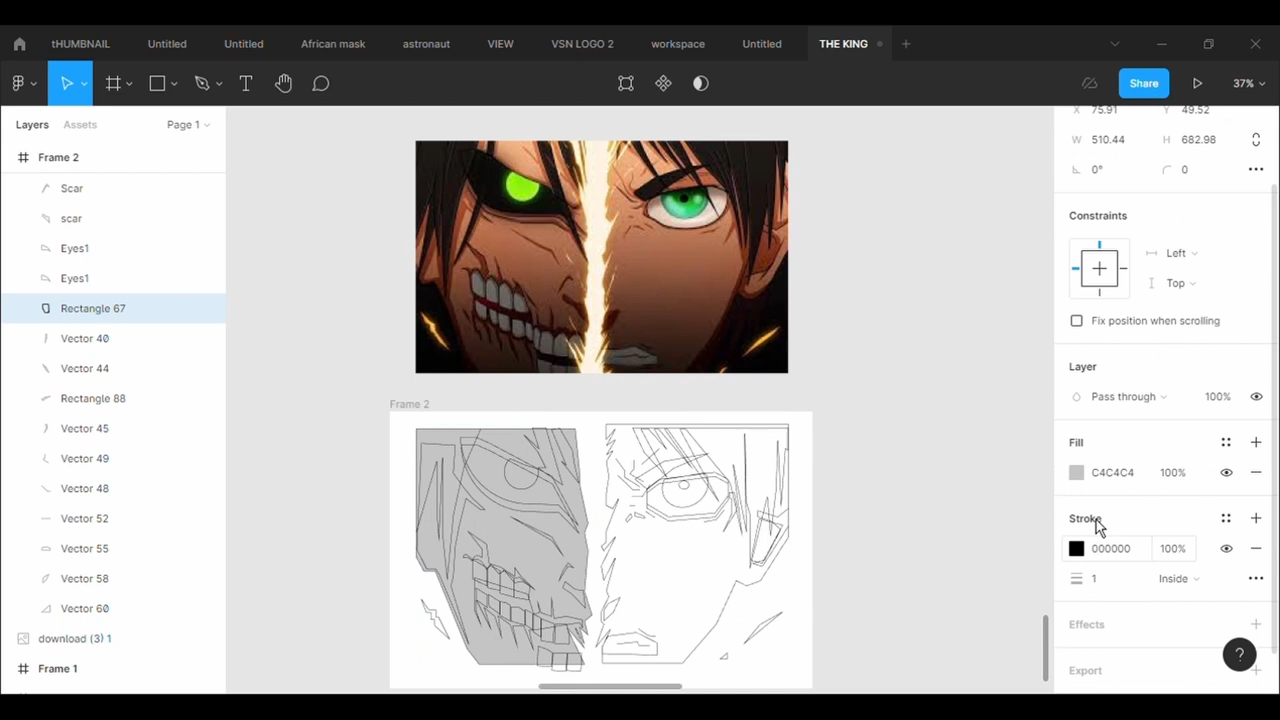 tHUMBNAIL Untitled Untitled African mask astronaut VIEW VSN LOGO 2 workspace Untitled THE KING
T Share 37%
Layers Assets Page 1
Frame 2
Scar
scar
Eyes1
Eyes1
Rectangle 67
Vector 40
Vector 44
Rectangle 88
Vector 45
Vector 49
Vector 48
Vector 52
Vector 55
Vector 58
Vector 60
download (3) 1
Frame 1
Frame 2
X 75.91 Y 49.52
W 510.44 H 682.98
0° 0
Constraints
Left
Top
Fix position when scrolling
Layer
Pass through 100%
Fill
C4C4C4 100%
Stroke
000000 100%
1 Inside
Effects
?
Export